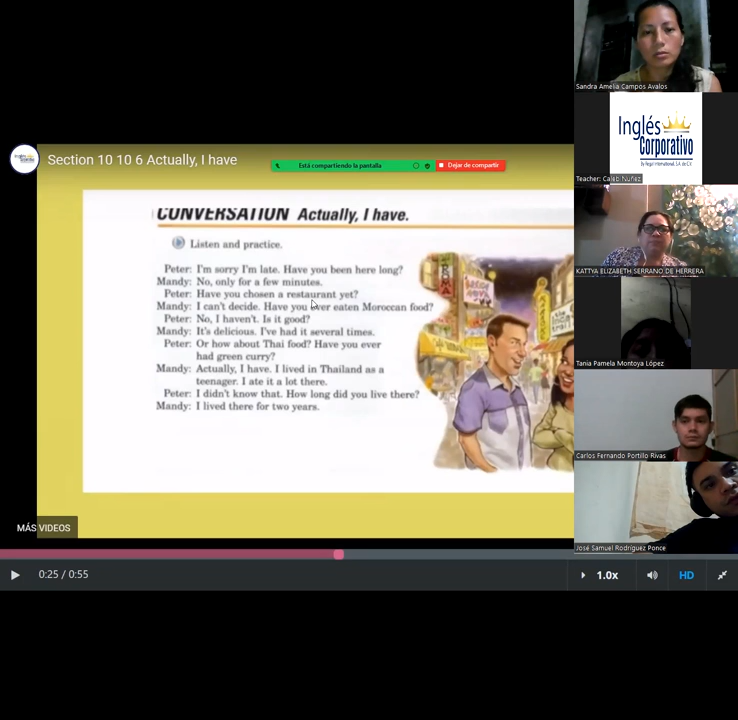 Section 10 10 6 Actually, I have
Está compartiendo la pantalla
Dejar de compartir
CONVERSATION Actually, I have.
Listen and practice.
Peter: I'm sorry I'm late. Have you been here long?
Mandy: No, only for a few minutes.
Peter: Have you chosen a restaurant yet?
Mandy: I can't decide. Have you ever eaten Moroccan food?
Peter: No, I haven't. Is it good?
Mandy: It's delicious. I've had it several times.
Peter: Or how about Thai food? Have you ever
had green curry?
Mandy: Actually, I have. I lived in Thailand as a
teenager. I ate it a lot there.
Peter: I didn't know that. How long did you live there?
Mandy: I lived there for two years.
MÁS VIDEOS
0:25 / 0:55
1.0x
HD
Sandra Amelia Campos Avalos
Inglés
Corporativo
By Regal International, S.A. de C.V.
Teacher: Caleb Nuñez
KATTYA ELIZABETH SERRANO DE HERRERA
Tania Pamela Montoya López
Carlos Fernando Portillo Rivas
José Samuel Rodríguez Ponce